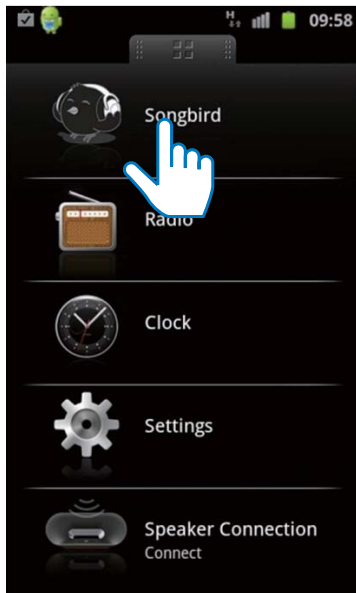 H 09:58
Songbird
Radio
Clock
Settings
Speaker Connection
Connect